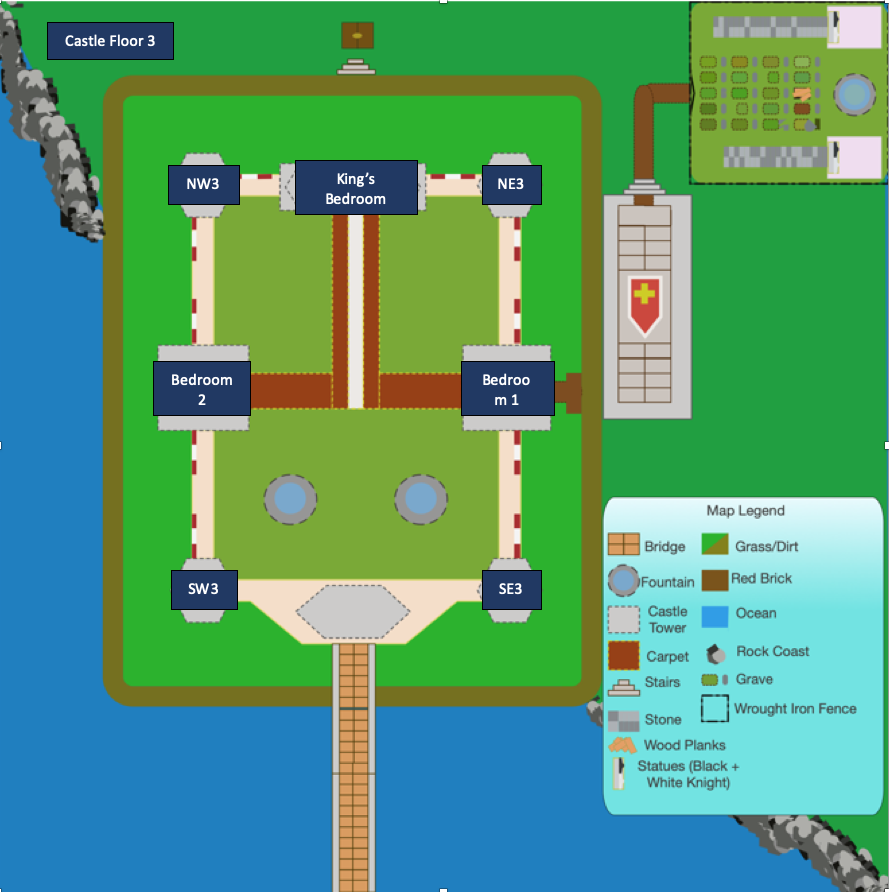 Castle Floor 3
NW3
King’s
Bedroom
NE3
Bedroom
2
Bedroo
m 1
SW3
SE3
Map Legend
Bridge
Grass/Dirt
Fountain
Red Brick
Castle
Tower
Ocean
Carpet
Rock Coast
Stairs
Grave
Stone
Wrought Iron Fence
Wood Planks
Statues (Black +
White Knight)